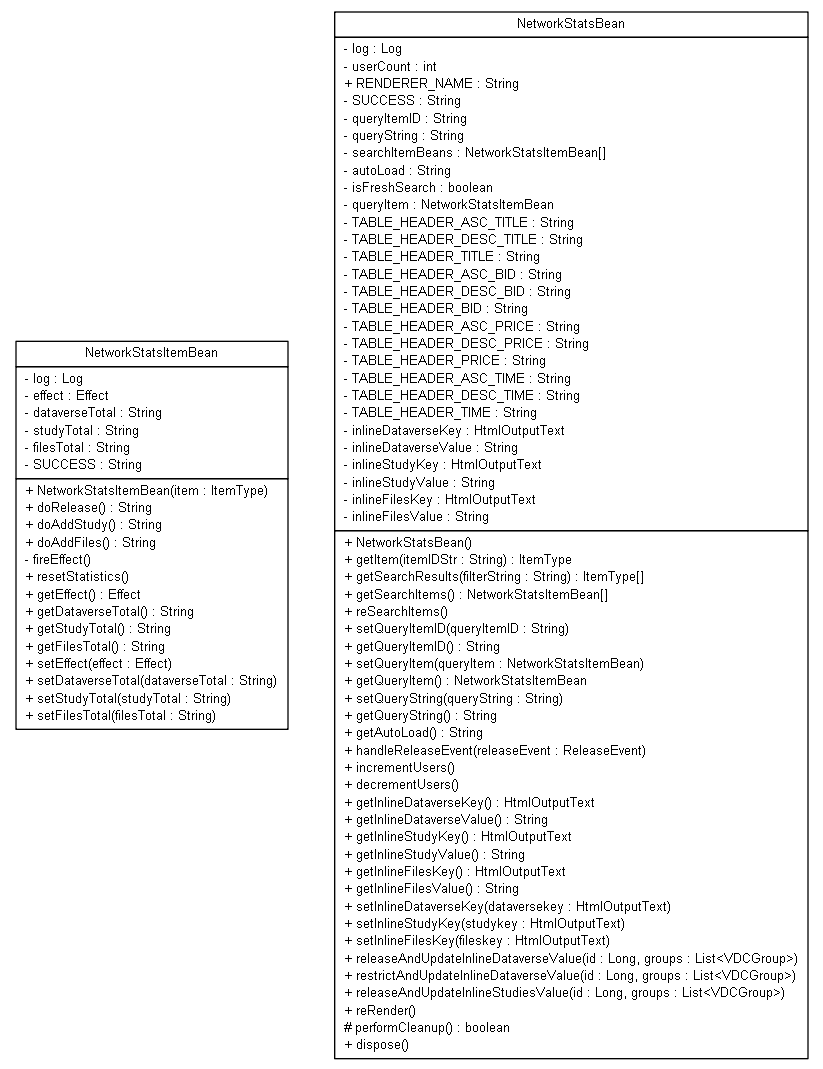 NetworkStatsItemBean
- log : Log
- effect : Effect
- dataverseTotal : String
- studyTotal : String
- filesTotal : String
- SUCCESS : String
+ NetworkStatsItemBean(item : ItemType)
+ doRelease() : String
+ doAddStudy() : String
+ doAddFiles() : String
- fireEffect()
+ resetStatistics()
+ getEffect() : Effect
+ getDataverseTotal() : String
+ getStudyTotal() : String
+ getFilesTotal() : String
+ setEffect(effect : Effect)
+ setDataverseTotal(dataverseTotal : String)
+ setStudyTotal(studyTotal : String)
+ setFilesTotal(filesTotal : String)
NetworkStatsBean
- log : Log
- userCount : int
+ RENDERER_NAME : String
- SUCCESS : String
- queryItemID : String
- queryString : String
- searchItemBeans : NetworkStatsItemBean[]
- autoLoad : String
- isFreshSearch : boolean
- queryItem : NetworkStatsItemBean
- TABLE_HEADER_ASC_TITLE : String
- TABLE_HEADER_DESC_TITLE : String
- TABLE_HEADER_TITLE : String
- TABLE_HEADER_ASC_BID : String
- TABLE_HEADER_DESC_BID : String
- TABLE_HEADER_BID : String
- TABLE_HEADER_ASC_PRICE : String
- TABLE_HEADER_DESC_PRICE : String
- TABLE_HEADER_PRICE : String
- TABLE_HEADER_ASC_TIME : String
- TABLE_HEADER_DESC_TIME : String
- TABLE_HEADER_TIME : String
- inlineDataverseKey : HtmlOutputText
- inlineDataverseValue : String
- inlineStudyKey : HtmlOutputText
- inlineStudyValue : String
- inlineFilesKey : HtmlOutputText
- inlineFilesValue : String
+ NetworkStatsBean()
+ getItem(itemIDStr : String) : ItemType
+ getSearchResults(filterString : String) : ItemType[]
+ getSearchItems() : NetworkStatsItemBean[]
+ reSearchItems()
+ setQueryItemID(queryItemID : String)
+ getQueryItemID() : String
+ setQueryItem(queryItem : NetworkStatsItemBean)
+ getQueryItem() : NetworkStatsItemBean
+ setQueryString(queryString : String)
+ getQueryString() : String
+ getAutoLoad() : String
+ handleReleaseEvent(releaseEvent : ReleaseEvent)
+ incrementUsers()
+ decrementUsers()
+ getInlineDataverseKey() : HtmlOutputText
+ getInlineDataverseValue() : String
+ getInlineStudyKey() : HtmlOutputText
+ getInlineStudyValue() : String
+ getInlineFilesKey() : HtmlOutputText
+ getInlineFilesValue() : String
+ setInlineDataverseKey(dataversekey : HtmlOutputText)
+ setInlineStudyKey(studykey : HtmlOutputText)
+ setInlineFilesKey(fileskey : HtmlOutputText)
+ releaseAndUpdateInlineDataverseValue(id : Long, groups : List<VDCGroup>)
+ restrictAndUpdateInlineDataverseValue(id : Long, groups : List<VDCGroup>)
+ releaseAndUpdateInlineStudiesValue(id : Long, groups : List<VDCGroup>)
+ reRender()
# performCleanup() : boolean
+ dispose()